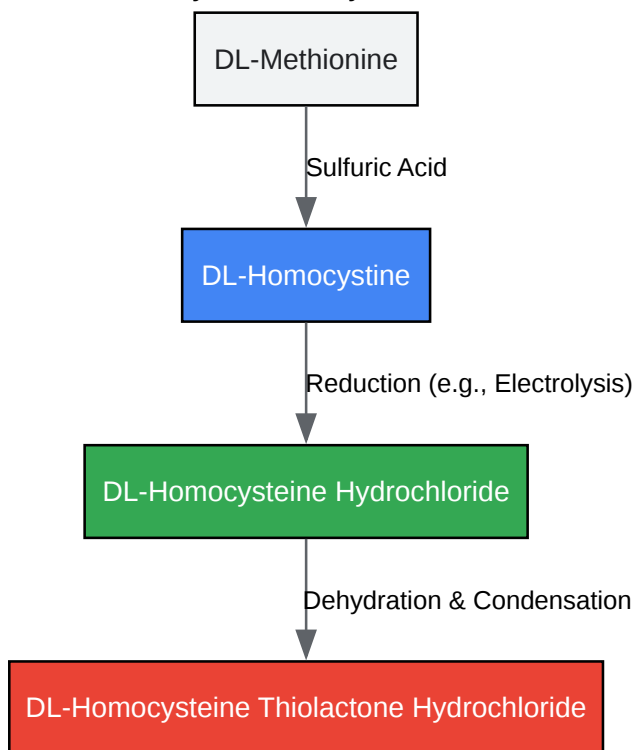 DL-Methionine
Sulfuric Acid
DL-Homocystine
Reduction (e.g., Electrolysis)
DL-Homocysteine Hydrochloride
Dehydration & Condensation
DL-Homocysteine Thiolactone Hydrochloride